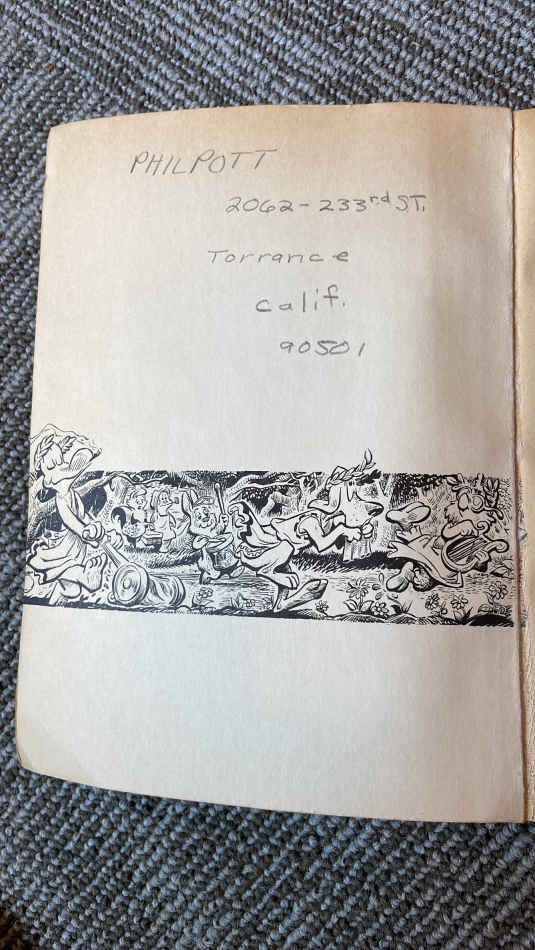 PHILPOTT
2062 - 233rd ST.
Torrance
Calif.
90501